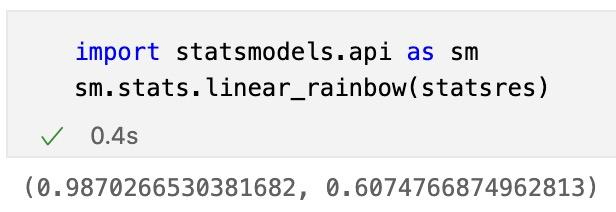 import statsmodels.api as sm
sm.stats.linear_rainbow(statsres)
0.4s
(0.9870266530381682, 0.6074766874962813)